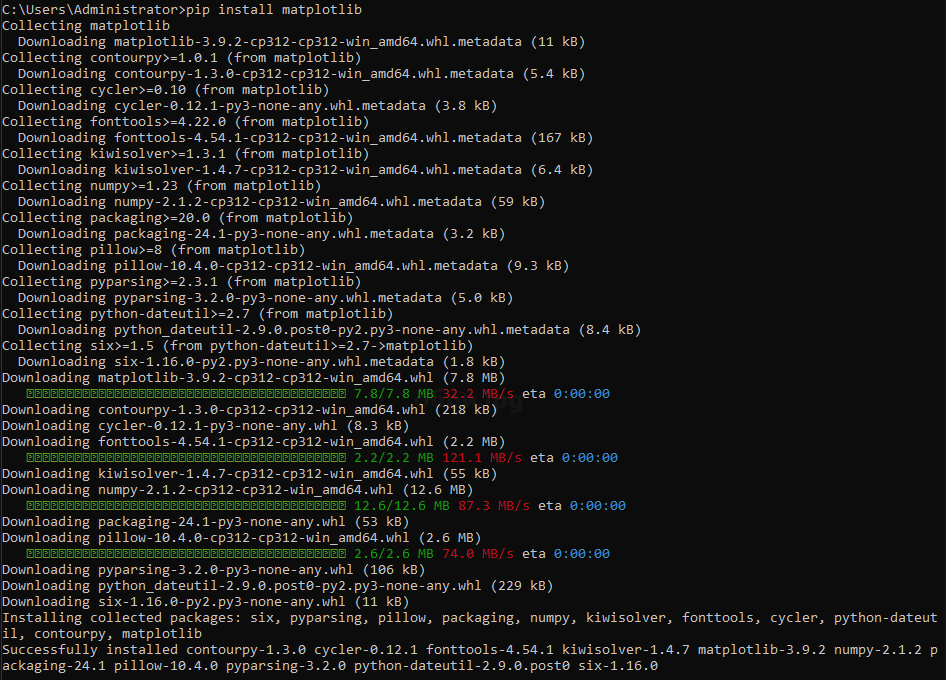 C:\Users\Administrator>pip install matplotlib
Collecting matplotlib
  Downloading matplotlib-3.9.2-cp312-cp312-win_amd64.whl.metadata (11 kB)
Collecting contourpy>=1.0.1 (from matplotlib)
  Downloading contourpy-1.3.0-cp312-cp312-win_amd64.whl.metadata (5.4 kB)
Collecting cycler>=0.10 (from matplotlib)
  Downloading cycler-0.12.1-py3-none-any.whl.metadata (3.8 kB)
Collecting fonttools>=4.22.0 (from matplotlib)
  Downloading fonttools-4.54.1-cp312-cp312-win_amd64.whl.metadata (167 kB)
Collecting kiwisolver>=1.3.1 (from matplotlib)
  Downloading kiwisolver-1.4.7-cp312-cp312-win_amd64.whl.metadata (6.4 kB)
Collecting numpy>=1.23 (from matplotlib)
  Downloading numpy-2.1.2-cp312-cp312-win_amd64.whl.metadata (59 kB)
Collecting packaging>=20.0 (from matplotlib)
  Downloading packaging-24.1-py3-none-any.whl.metadata (3.2 kB)
Collecting pillow>=8 (from matplotlib)
  Downloading pillow-10.4.0-cp312-cp312-win_amd64.whl.metadata (9.3 kB)
Collecting pyparsing>=2.3.1 (from matplotlib)
  Downloading pyparsing-3.2.0-py3-none-any.whl.metadata (5.0 kB)
Collecting python-dateutil>=2.7 (from matplotlib)
  Downloading python_dateutil-2.9.0.post0-py2.py3-none-any.whl.metadata (8.4 kB)
Collecting six>=1.5 (from python-dateutil>=2.7->matplotlib)
  Downloading six-1.16.0-py2.py3-none-any.whl.metadata (1.8 kB)
Downloading matplotlib-3.9.2-cp312-cp312-win_amd64.whl (7.8 MB)
7.8/7.8 MB 32.2 MB/s eta 0:00:00
Downloading contourpy-1.3.0-cp312-cp312-win_amd64.whl (218 kB)
Downloading cycler-0.12.1-py3-none-any.whl (8.3 kB)
Downloading fonttools-4.54.1-cp312-cp312-win_amd64.whl (2.2 MB)
2.2/2.2 MB 121.1 MB/s eta 0:00:00
Downloading kiwisolver-1.4.7-cp312-cp312-win_amd64.whl (55 kB)
Downloading numpy-2.1.2-cp312-cp312-win_amd64.whl (12.6 MB)
12.6/12.6 MB 87.3 MB/s eta 0:00:00
Downloading packaging-24.1-py3-none-any.whl (53 kB)
Downloading pillow-10.4.0-cp312-cp312-win_amd64.whl (2.6 MB)
2.6/2.6 MB 74.0 MB/s eta 0:00:00
Downloading pyparsing-3.2.0-py3-none-any.whl (106 kB)
Downloading python_dateutil-2.9.0.post0-py2.py3-none-any.whl (229 kB)
Downloading six-1.16.0-py2.py3-none-any.whl (11 kB)
Installing collected packages: six, pyparsing, pillow, packaging, numpy, kiwisolver, fonttools, cycler, python-dateut
il, contourpy, matplotlib
Successfully installed contourpy-1.3.0 cycler-0.12.1 fonttools-4.54.1 kiwisolver-1.4.7 matplotlib-3.9.2 numpy-2.1.2 p
ackaging-24.1 pillow-10.4.0 pyparsing-3.2.0 python-dateutil-2.9.0.post0 six-1.16.0